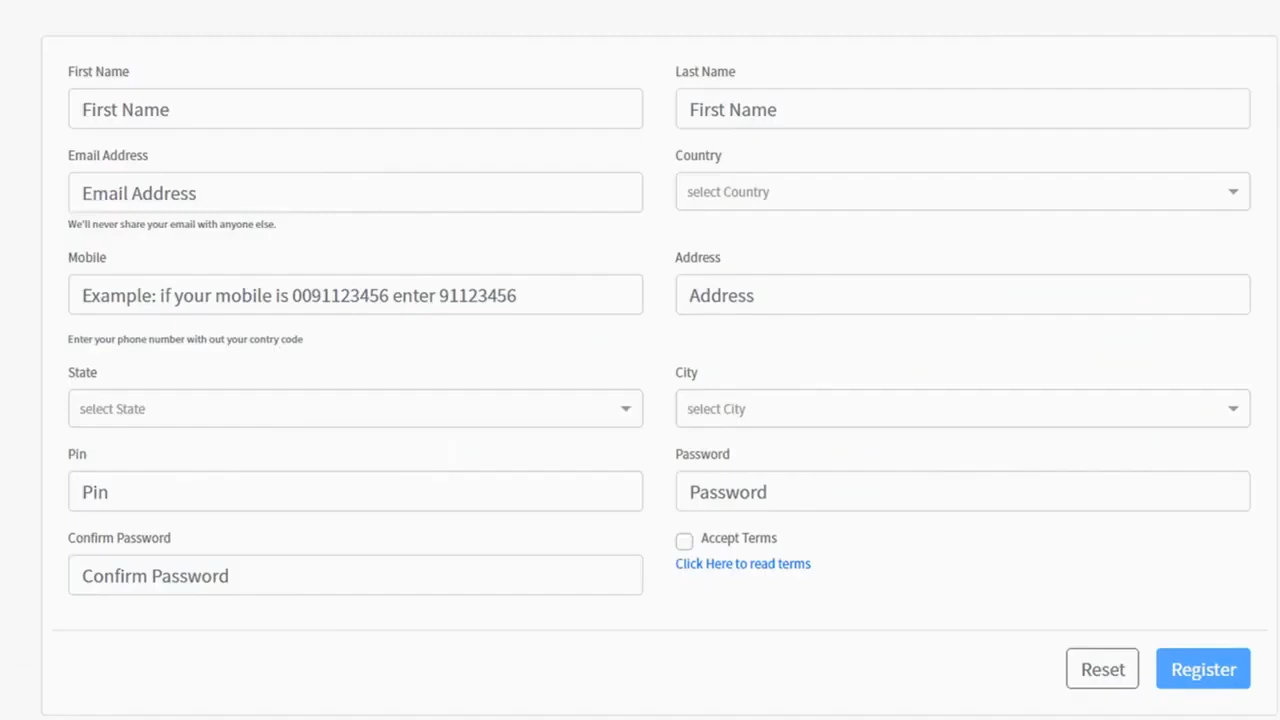 First Name
Last Name
First Name
First Name
Email Address
Country
Email Address
select Country
We'll never share your email with anyone else.
Mobile
Address
Example: if your mobile is 0091123456 enter 91123456
Address
Enter your phone number with out your contry code
State
City
select State
select City
Pin
Password
Pin
Password
Confirm Password
Accept Terms
Click Here to read terms
Confirm Password
Reset
Register